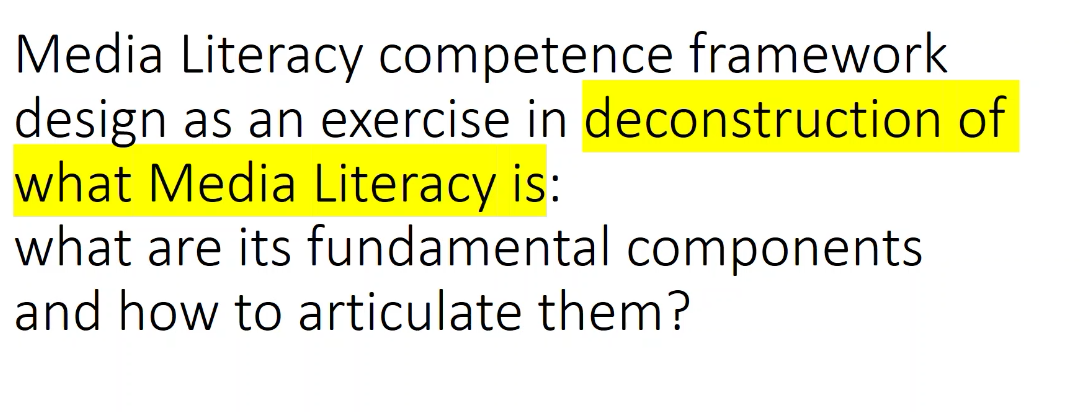 Media Literacy competence framework
design as an exercise in deconstruction of
what Media Literacy is:
what are its fundamental components
and how to articulate them?